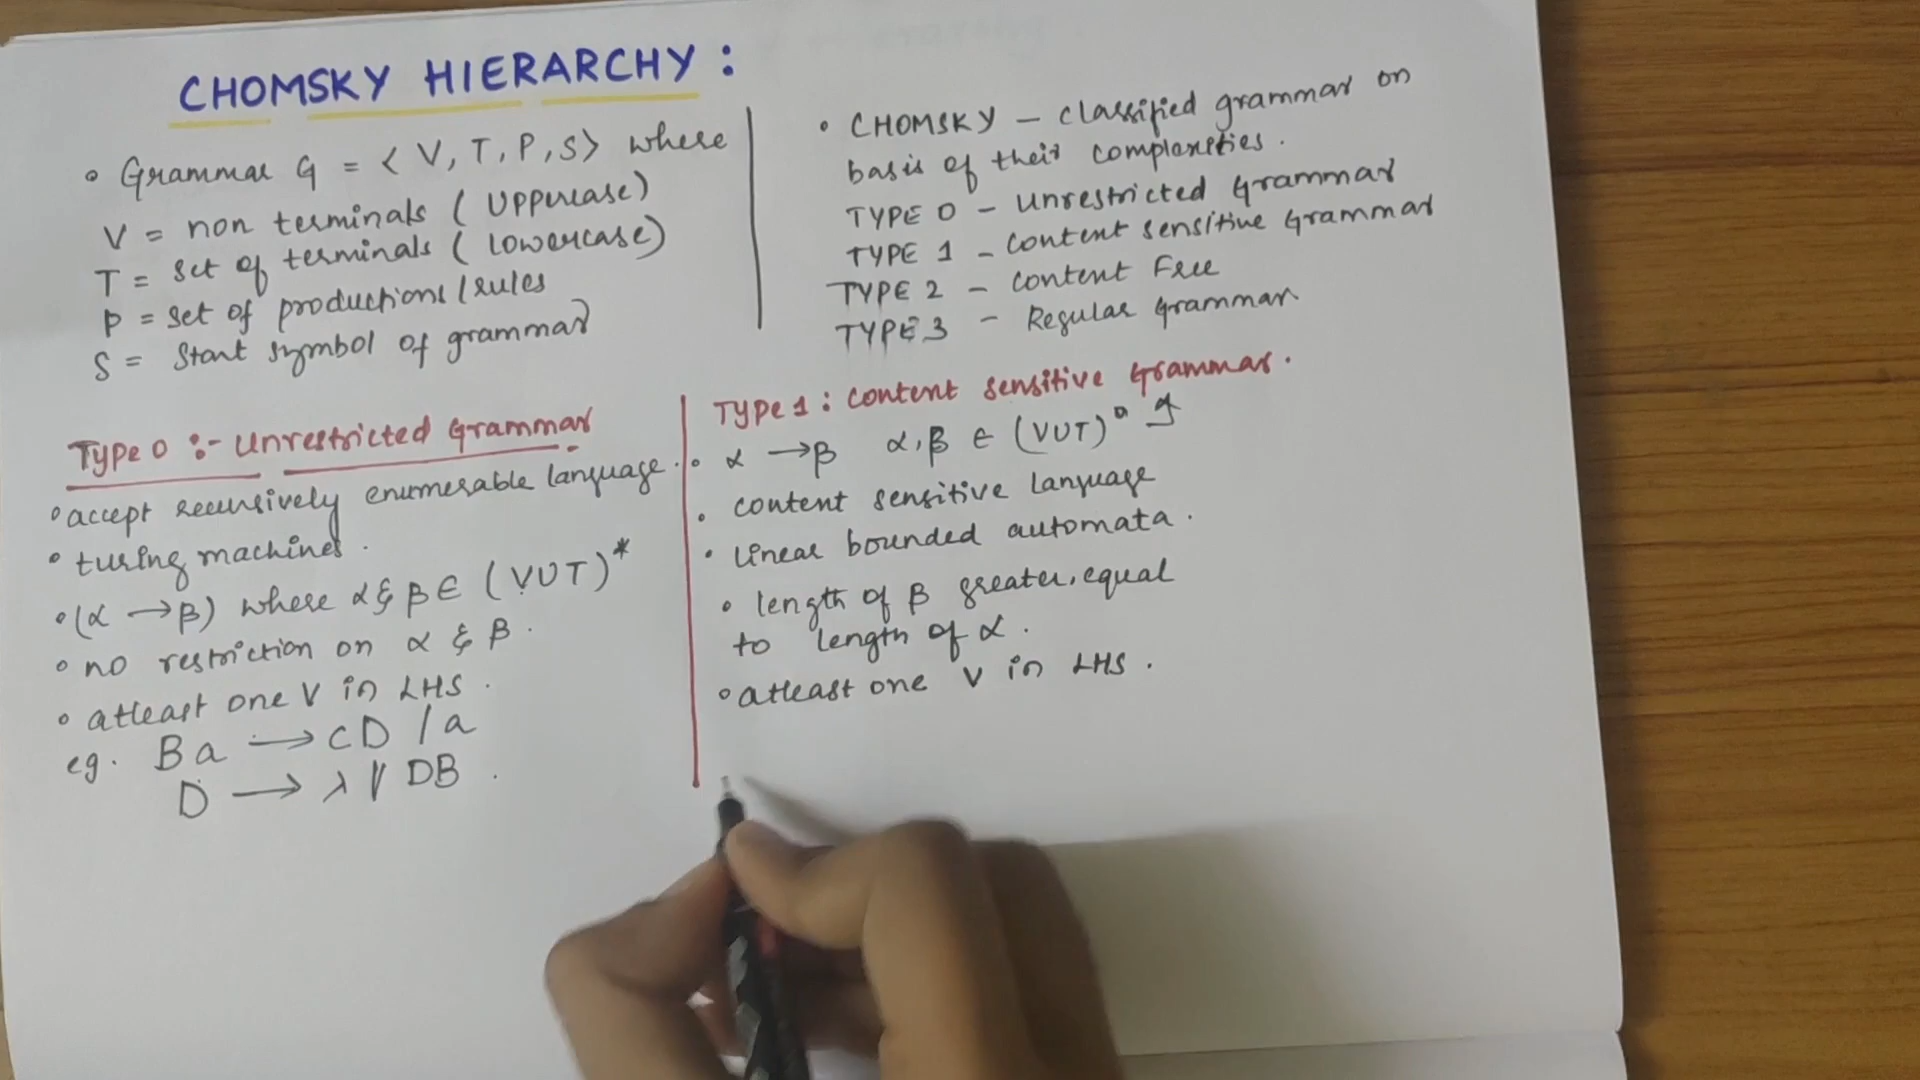 CHOMSKY HIERARCHY :
• Grammar G = < V, T, P, S> where
V = non terminals ( Uppercase)
T = set of terminals ( lowercase)
P = set of productions / rules
S = Start symbol of grammar
• CHOMSKY - classified grammar on
basis of their complexeties.
TYPE 0 - Unrestricted Grammar
TYPE 1 - Content sensitive Grammar
TYPE 2 - Content Free
TYPE 3 - Regular Grammar
Type 0 :- Unrestricted Grammar
• accept recursively enumerable language.
• turing machines.
• (α → β) where α & β ∈ (VUT)*
• no restriction on α & β.
• atleast one V in LHS.
eg. Ba → CD / a
D → λ / DB.
Type 1 : Content sensitive Grammar.
• α → β α, β ∈ (VUT)
• content sensitive Language
• linear bounded automata.
• length of β greater, equal
to length of α.
• atleast one V in LHS.